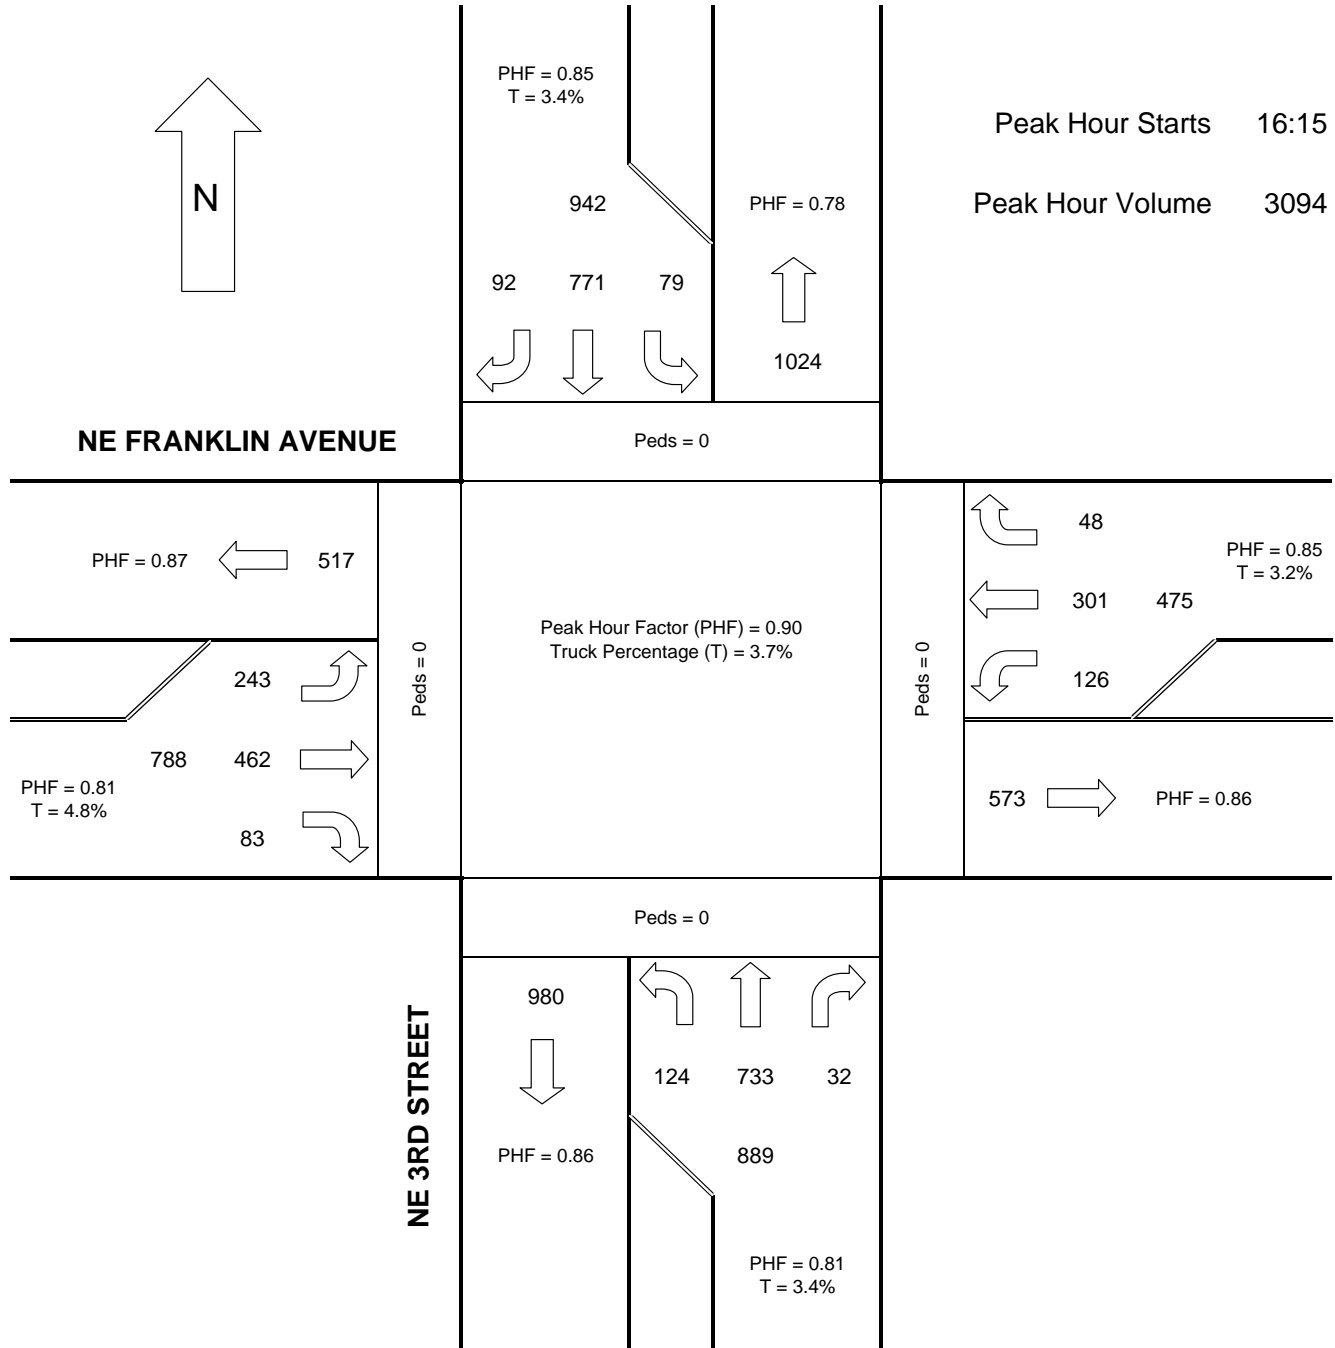 PHF = 0.85
T = 3.4%
Peak Hour Starts 16:15
N
942
PHF = 0.78
Peak Hour Volume 3094
92 771 79
1024
NE FRANKLIN AVENUE
Peds = 0
PHF = 0.87 517
48
PHF = 0.85
T = 3.2%
301 475
126
Peak Hour Factor (PHF) = 0.90
Truck Percentage (T) = 3.7%
Peds = 0
Peds = 0
243
788 462
PHF = 0.81
T = 4.8%
83
573 PHF = 0.86
Peds = 0
980
NE 3RD STREET
124 733 32
PHF = 0.86
889
PHF = 0.81
T = 3.4%